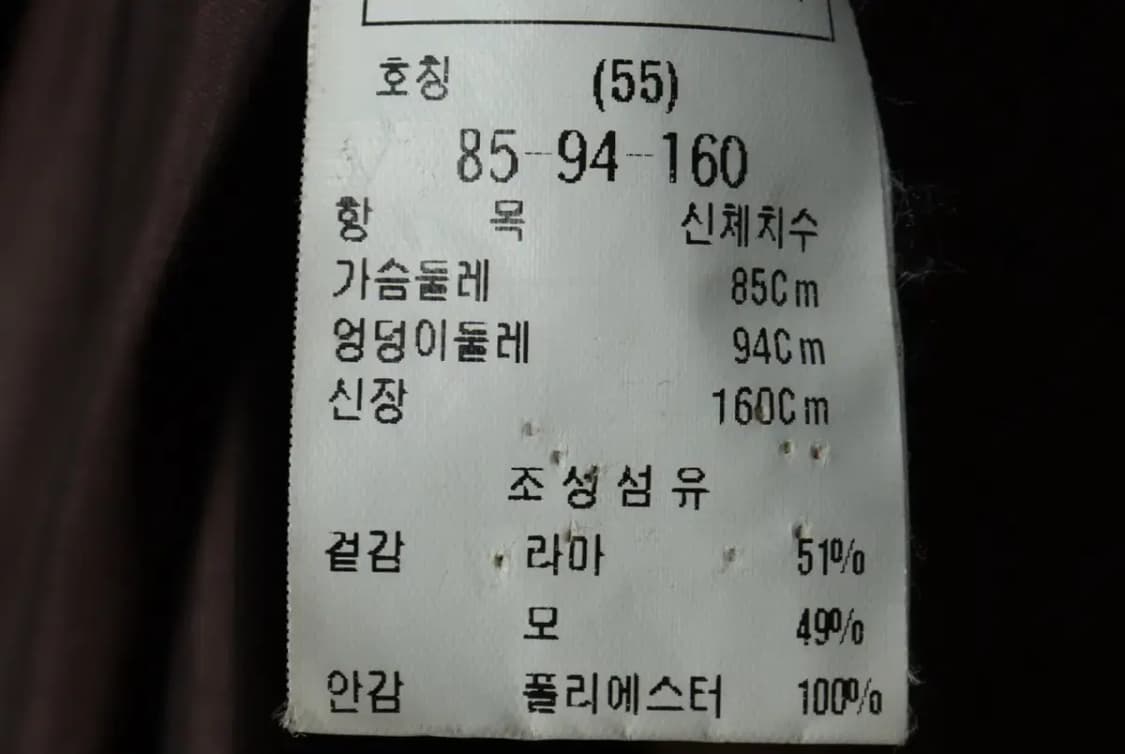 호칭 (55)
85-94-160
항 목 신체치수
가슴둘레 85Cm
엉덩이둘레 94Cm
신장 160Cm
조성섬유
겉감 라마 51%
모 49%
안감 폴리에스터 100%